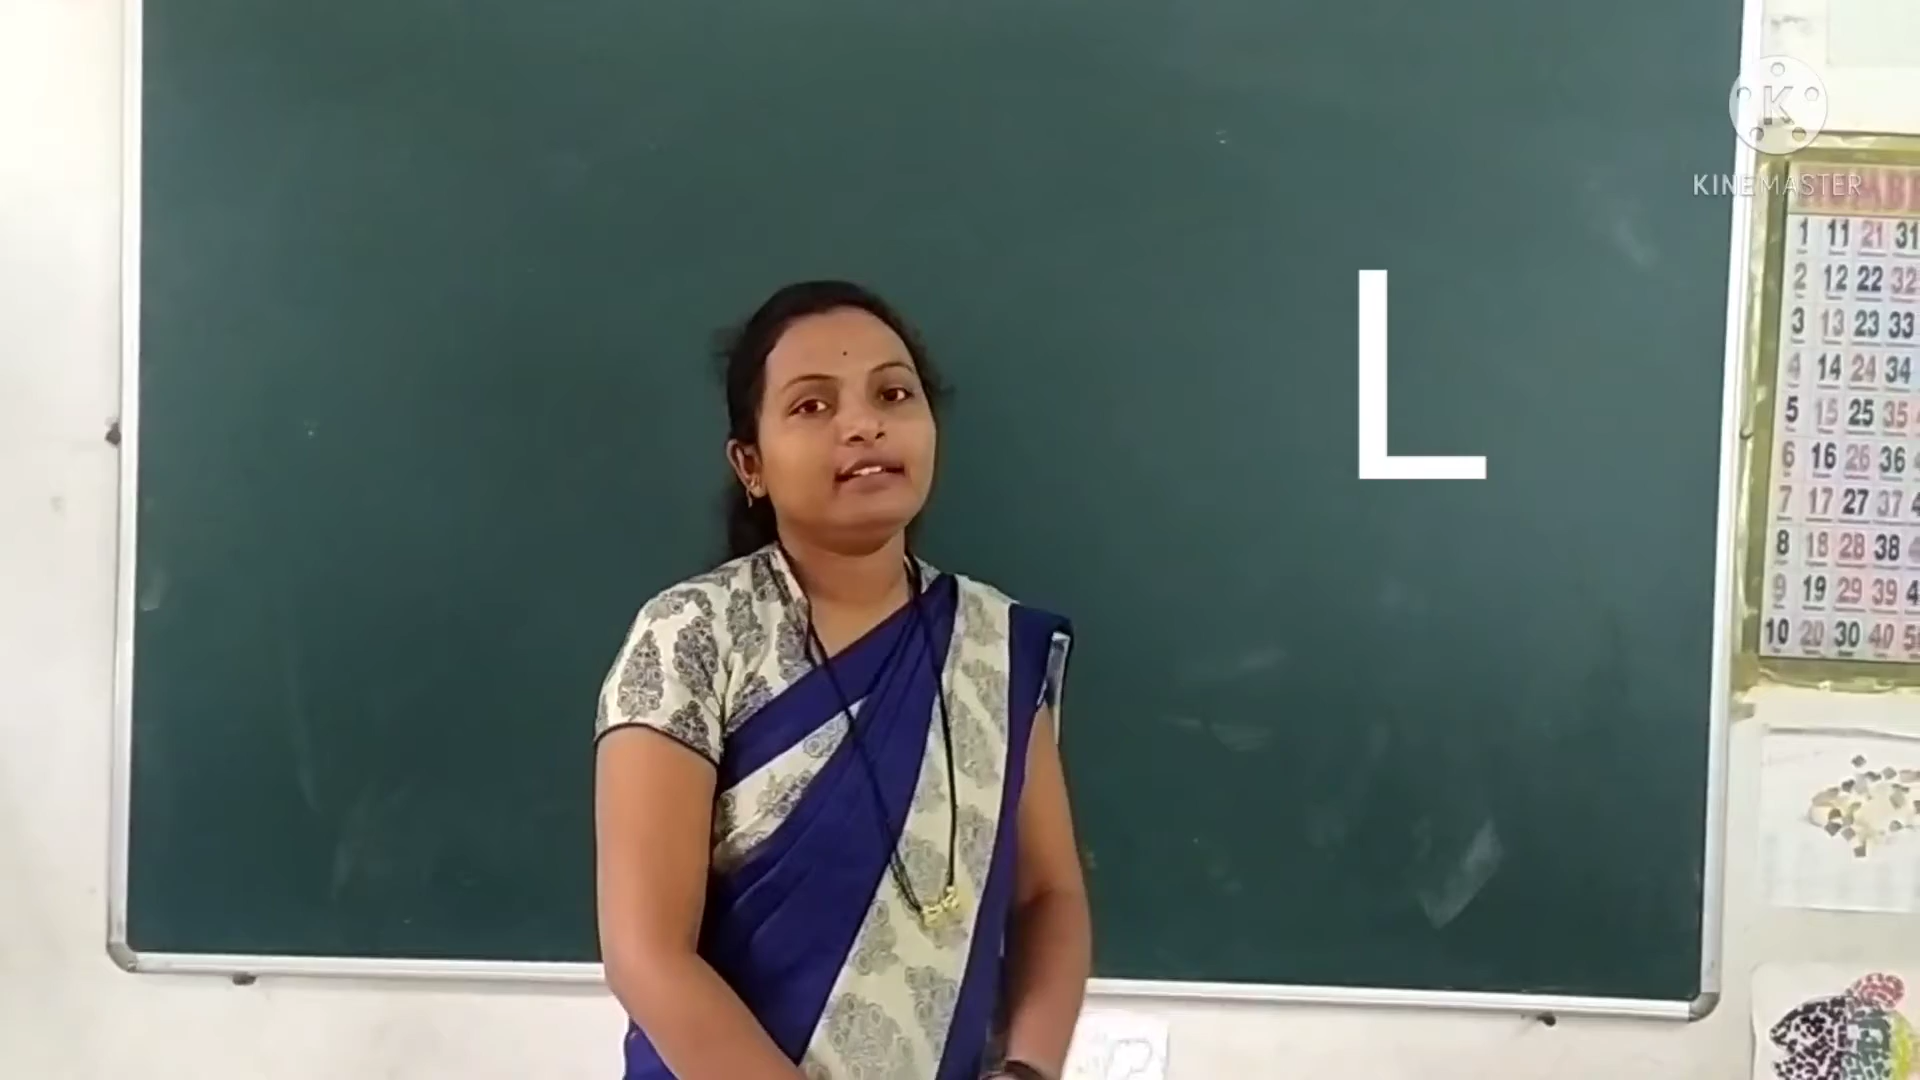 K
KINEMASTER
L
1 11 21 31
2 12 22 32
3 13 23 33
4 14 24 34
5 15 25 35
6 16 26 36
7 17 27 37
8 18 28 38
9 19 29 39
10 20 30 40